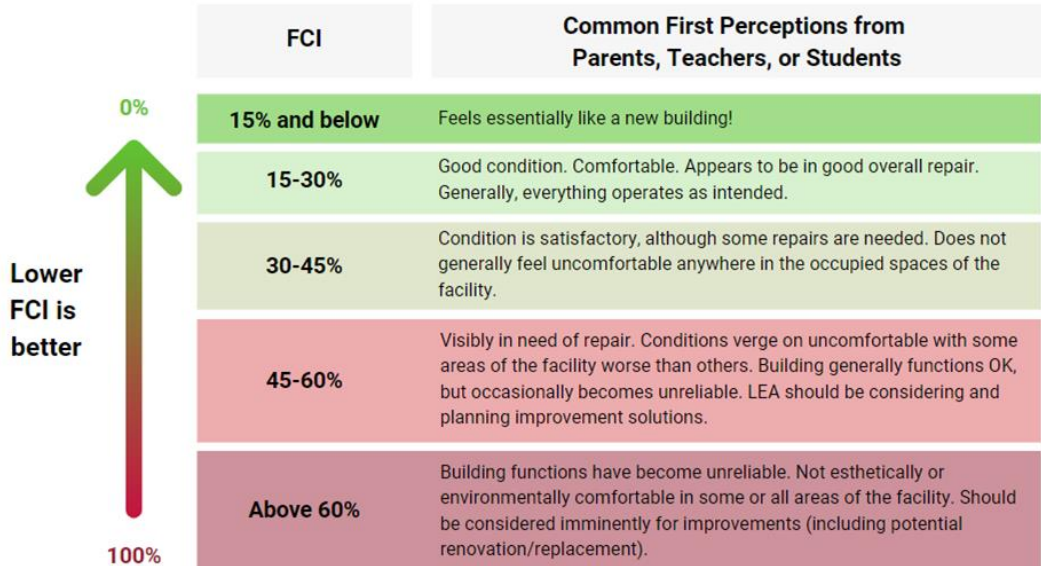 FCI
Common First Perceptions from
Parents, Teachers, or Students
0%
15% and below
Feels essentially like a new building!
15-30%
Good condition. Comfortable. Appears to be in good overall repair.
Generally, everything operates as intended.
Lower
FCI is
better
30-45%
Condition is satisfactory, although some repairs are needed. Does not
generally feel uncomfortable anywhere in the occupied spaces of the
facility.
45-60%
Visibly in need of repair. Conditions verge on uncomfortable with some
areas of the facility worse than others. Building generally functions OK,
but occasionally becomes unreliable. LEA should be considering and
planning improvement solutions.
Above 60%
Building functions have become unreliable. Not esthetically or
environmentally comfortable in some or all areas of the facility. Should
be considered imminently for improvements (including potential
renovation/replacement).
100%